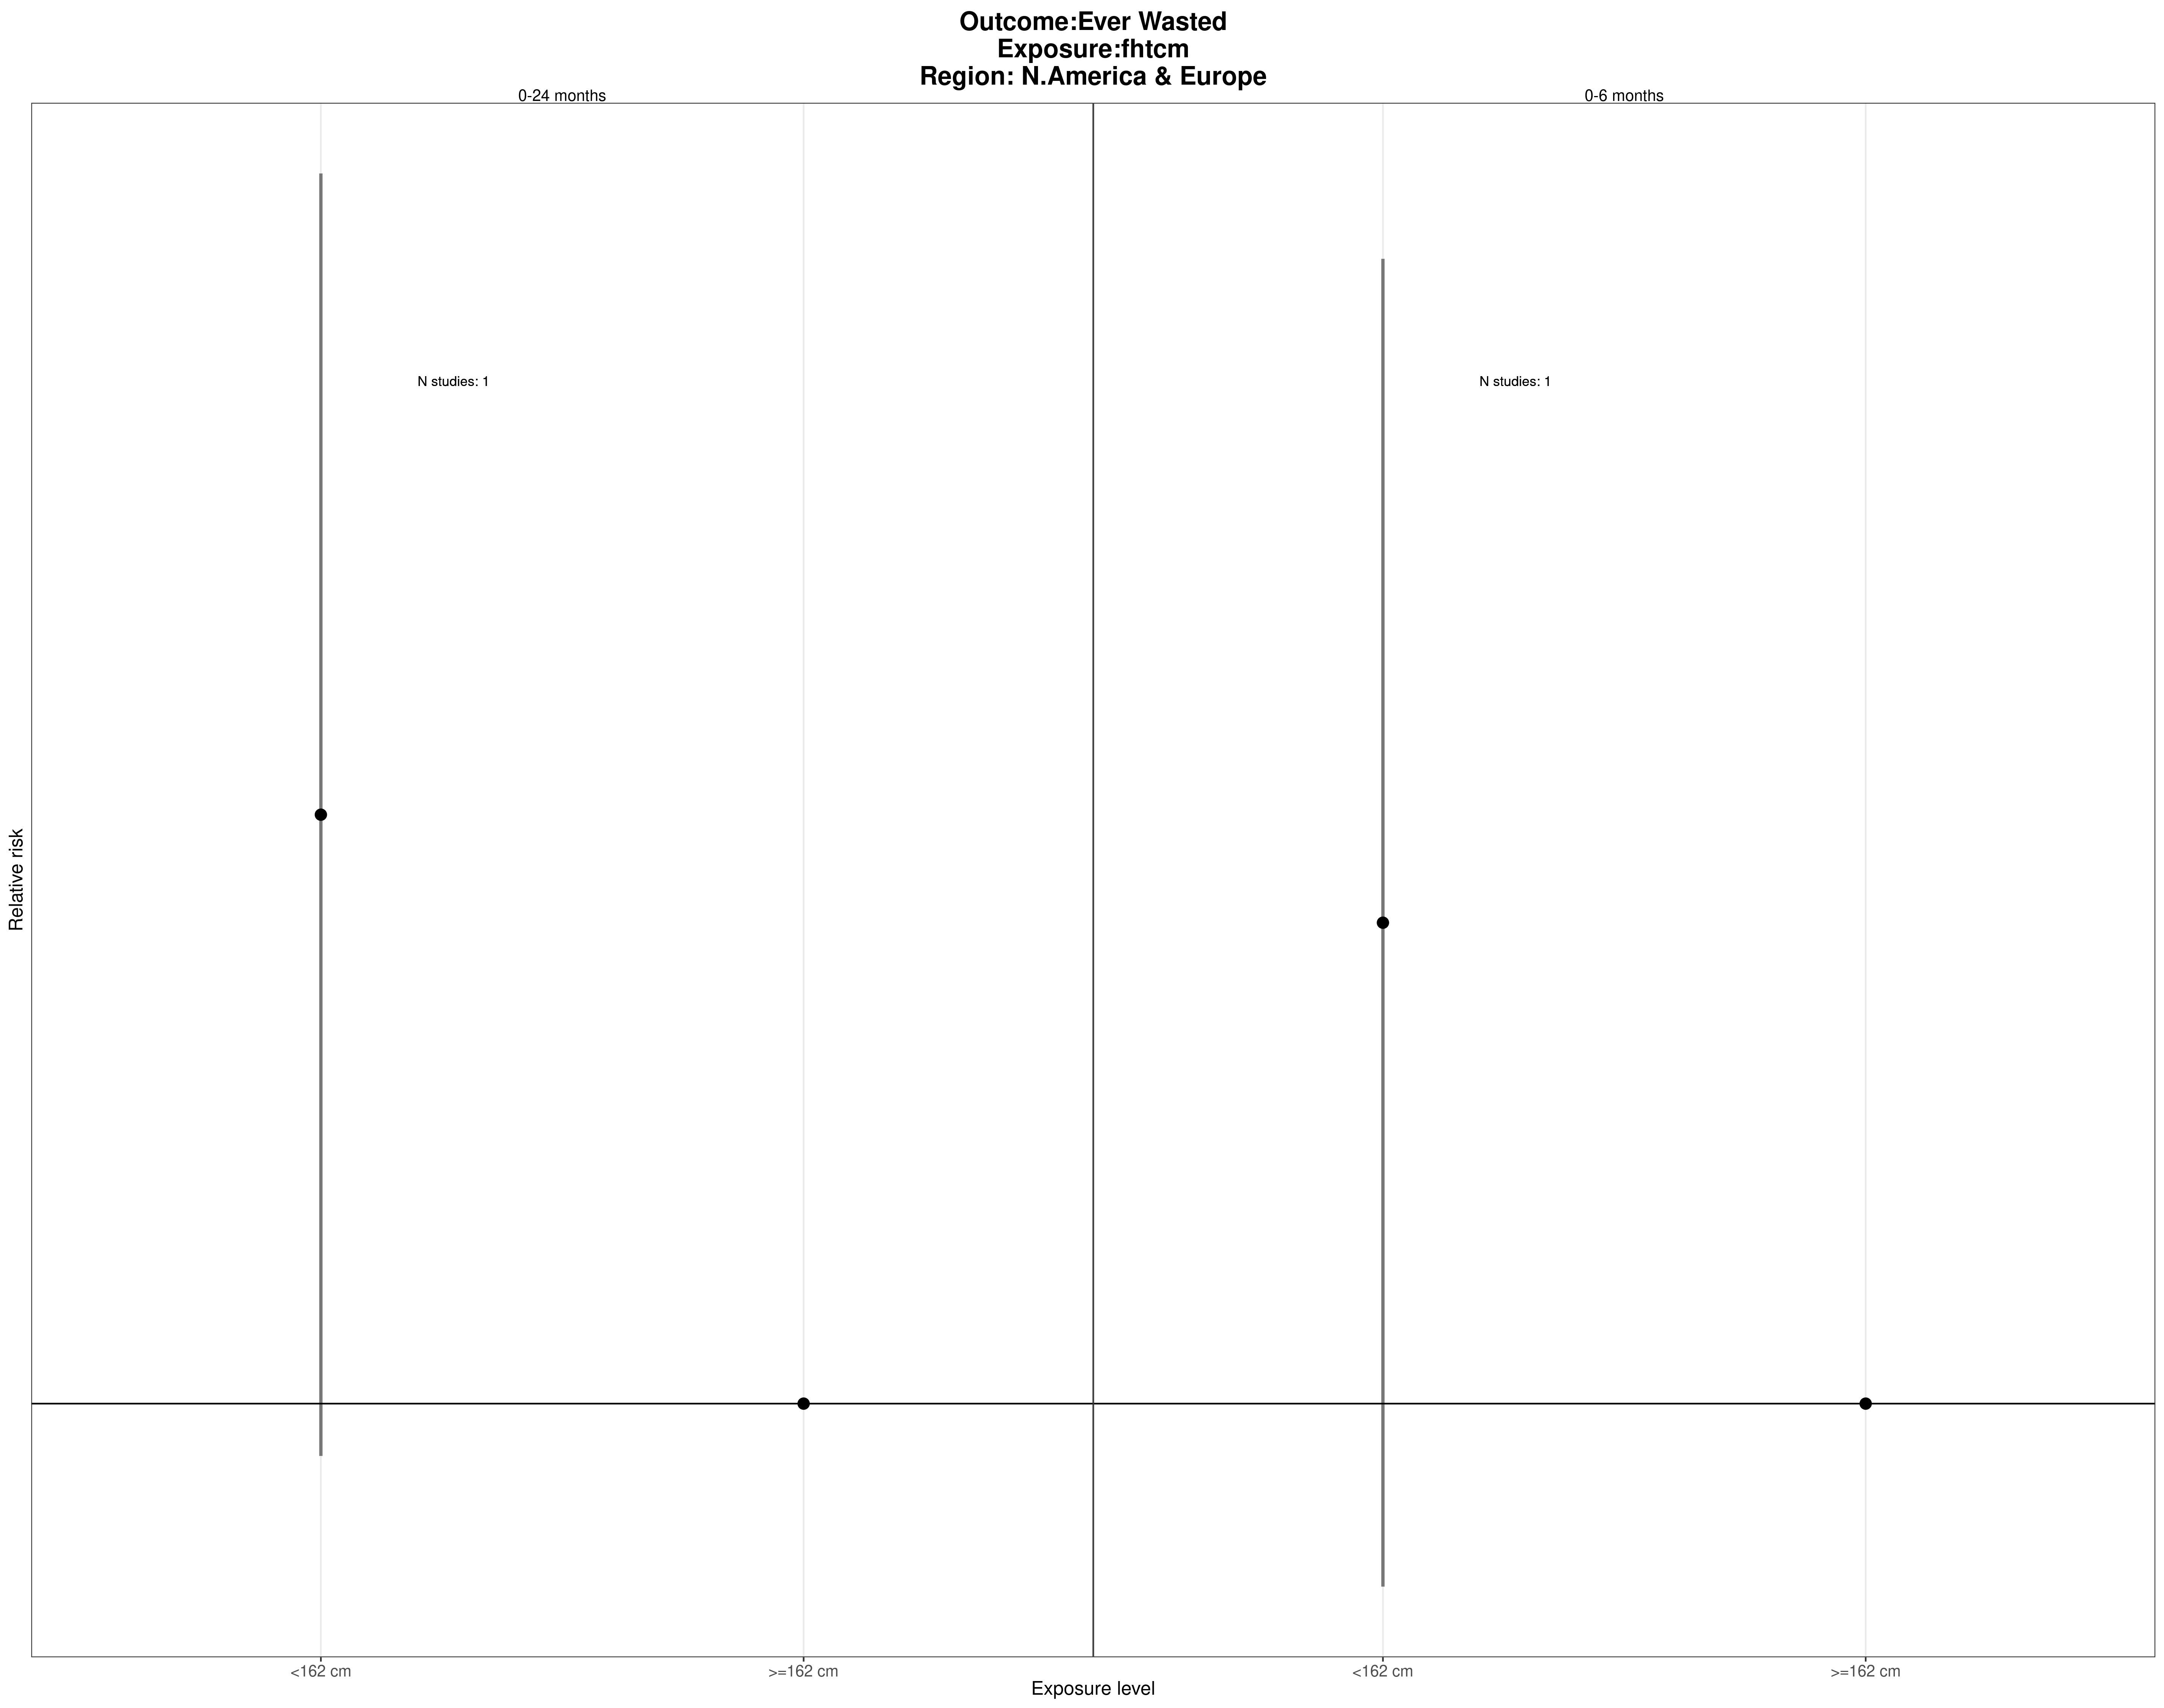 Outcome:Ever Wasted
Exposure:fhtcm
Region: N.America & Europe
0-24 months
0-6 months
N studies: 1
N studies: 1
Relative risk
<162 cm
>=162 cm
<162 cm
>=162 cm
Exposure level